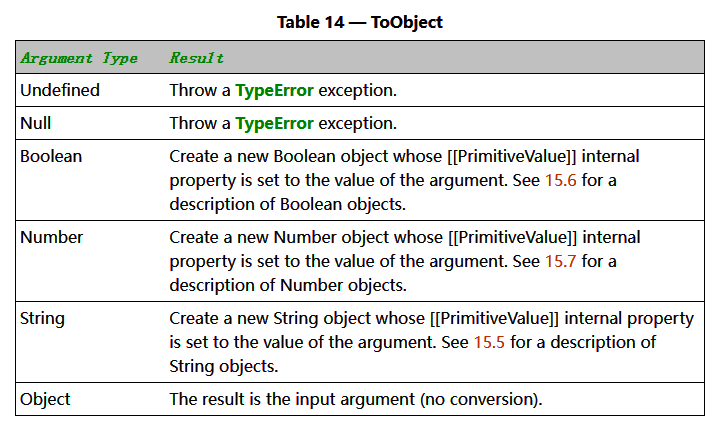 Table 14 — ToObject
Argument Type Result
Undefined Throw a TypeError exception.
Null Throw a TypeError exception.
Boolean Create a new Boolean object whose [[PrimitiveValue]] internal
property is set to the value of the argument. See 15.6 for a
description of Boolean objects.
Number Create a new Number object whose [[PrimitiveValue]] internal
property is set to the value of the argument. See 15.7 for a
description of Number objects.
String Create a new String object whose [[PrimitiveValue]] internal property
is set to the value of the argument. See 15.5 for a description of
String objects.
Object The result is the input argument (no conversion).